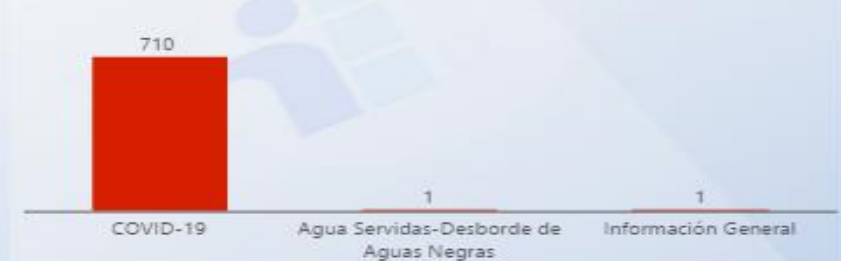 710
1
1
COVID-19
Agua Servidas-Desborde de
Aguas Negras
Información General